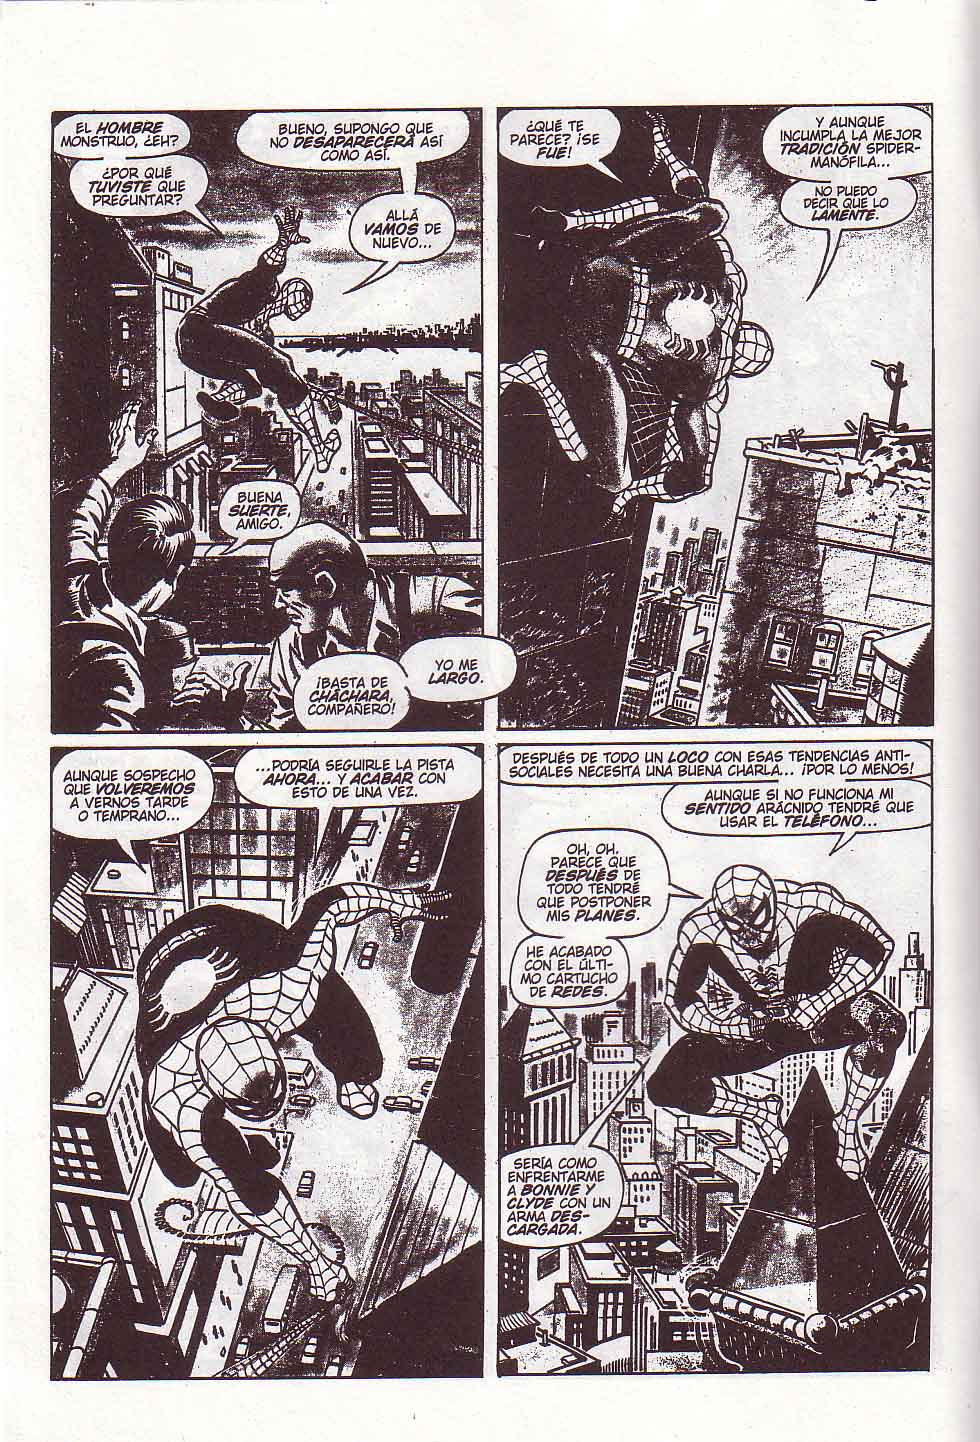 EL HOMBRE
MONSTRUO, ¿EH?
¿POR QUÉ
TUVISTE QUE
PREGUNTAR?
BUENO, SUPONGO QUE
NO DESAPARECERÁ ASÍ
COMO ASÍ.
ALLÁ
VAMOS DE
NUEVO...
BUENA
SUERTE,
AMIGO.
¡BASTA DE
CHÁCHARA,
COMPAÑERO!
YO ME
LARGO.
¿QUÉ TE
PARECE? ¡SE
FUE!
Y AUNQUE
INCUMPLA LA MEJOR
TRADICIÓN SPIDER-
MANÓFILA...
NO PUEDO
DECIR QUE LO
LAMENTE.
AUNQUE SOSPECHO
QUE VOLVEREMOS
A VERNOS TARDE
O TEMPRANO...
...PODRÍA SEGUIRLE LA PISTA
AHORA... Y ACABAR CON
ESTO DE UNA VEZ.
DESPUÉS DE TODO UN LOCO CON ESAS TENDENCIAS ANTI-
SOCIALES NECESITA UNA BUENA CHARLA... ¡POR LO MENOS!
AUNQUE SI NO FUNCIONA MI
SENTIDO ARÁCNIDO TENDRÉ QUE
USAR EL TELÉFONO...
OH, OH.
PARECE QUE
DESPUÉS DE
TODO TENDRÉ
QUE POSTPONER
MIS PLANES.
HE ACABADO
CON EL ÚLTI-
MO CARTUCHO
DE REDES.
SERÍA COMO
ENFRENTARME
A BONNIE Y
CLYDE CON UN
ARMA DES-
CARGADA.